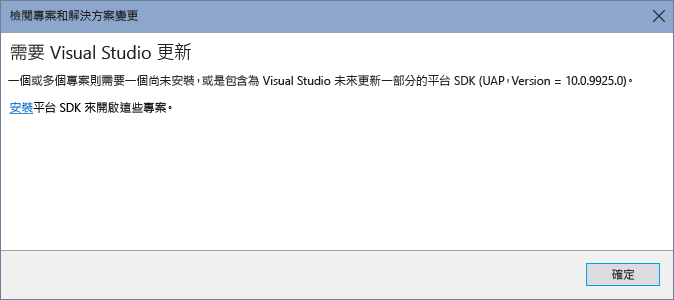 檢閱專案和解決方案變更
需要 Visual Studio 更新
一個或多個專案則需要一個尚未安裝，或是包含為 Visual Studio 未來更新一部分的平台 SDK (UAP, Version = 10.0.9925.0)。
安裝平台 SDK 來開啟這些專案。
確定